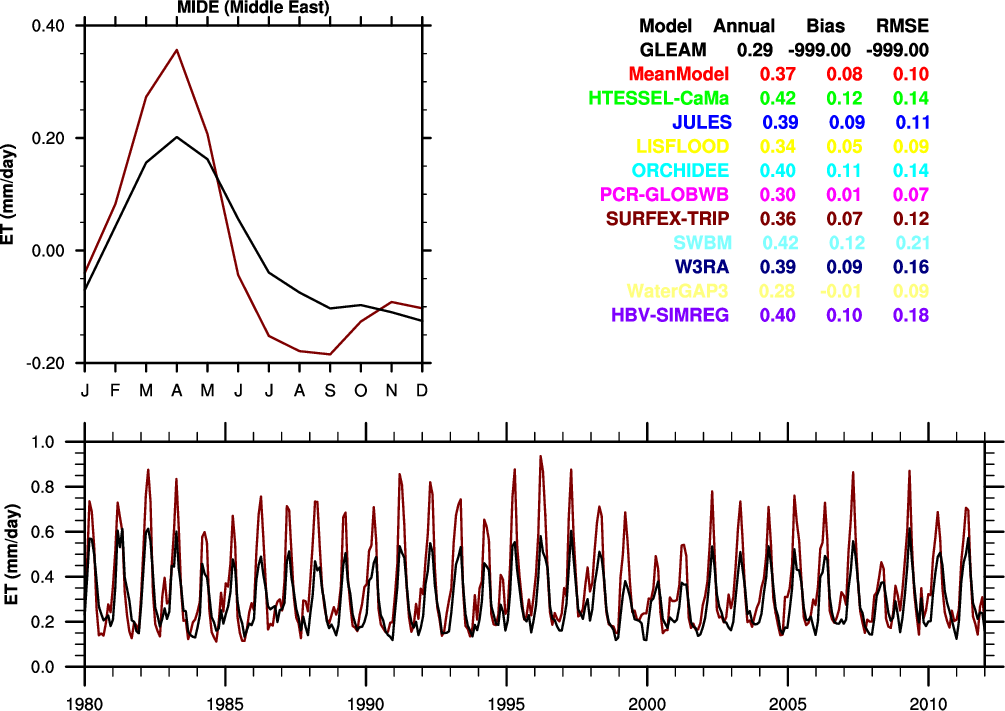 MIDE (Middle East)
0.40
0.20
0.00
-0.20
ET (mm/day)
J F M A M J J A S O N D
Model Annual Bias RMSE
GLEAM 0.29 -999.00 -999.00
MeanModel 0.37 0.08 0.10
HTESSEL-CaMa 0.42 0.12 0.14
JULES 0.39 0.09 0.11
LISFLOOD 0.34 0.05 0.09
ORCHIDEE 0.40 0.11 0.14
PCR-GLOBWB 0.30 0.01 0.07
SURFEX-TRIP 0.36 0.07 0.12
SWBM 0.42 0.12 0.21
W3RA 0.39 0.09 0.16
WaterGAP3 0.28 -0.01 0.09
HBV-SIMREG 0.40 0.10 0.18
1.0
0.8
0.6
0.4
0.2
0.0
ET (mm/day)
1980 1985 1990 1995 2000 2005 2010